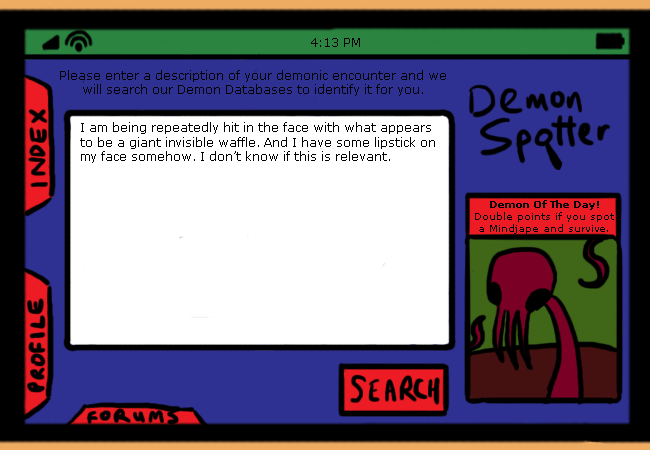 4:13 PM
Please enter a description of your demonic encounter and we
will search our Demon Databases to identify it for you.
I am being repeatedly hit in the face with what appears
to be a giant invisible waffle. And I have some lipstick on
my face somehow. I don't know if this is relevant.
INDEX
PROFILE
FORUMS
SEARCH
Demon
Spotter
Demon Of The Day!
Double points if you spot
a Mindjape and survive.